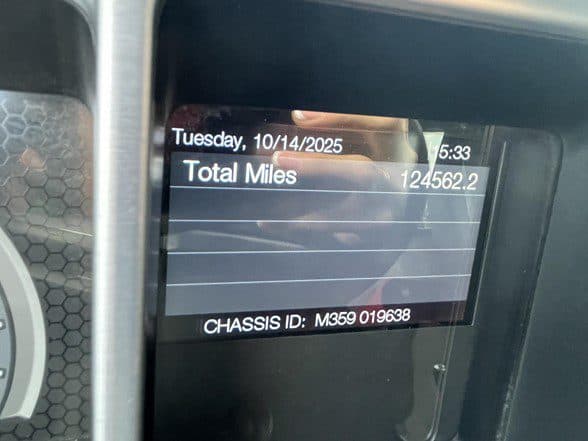 Tuesday, 10/14/2025 5:33
Total Miles 124562.2
CHASSIS ID: M359 019638